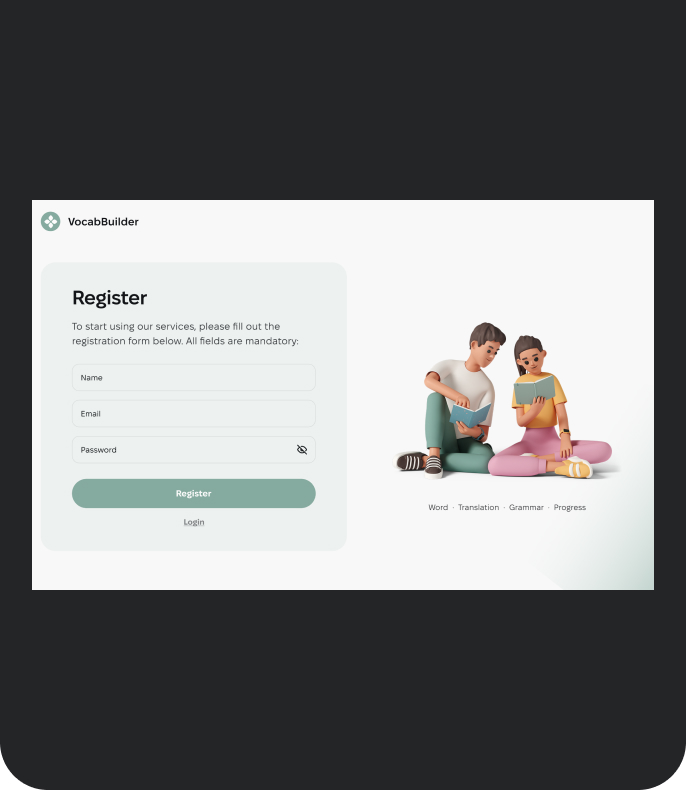 VocabBuilder
Register
To start using our services, please fill out the
registration form below. All fields are mandatory:
Name
Email
Password
Register
Login
Word · Translation · Grammar · Progress